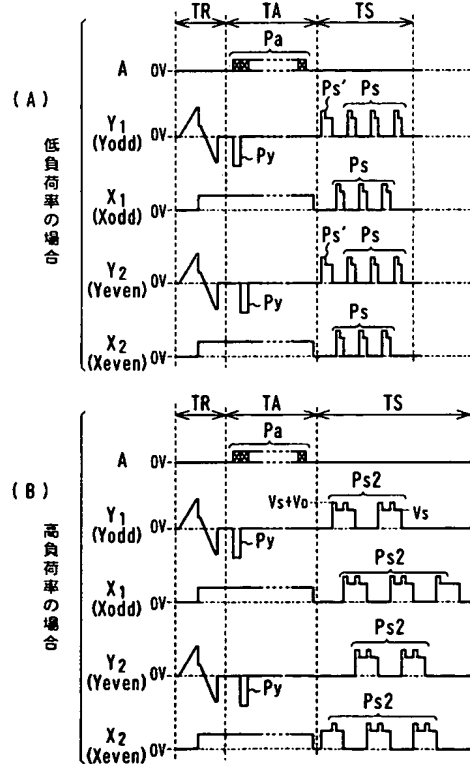 (A)
低負荷率の場合
TR TA TS
Pa
A 0V
Ps' Ps
Y1 (Yodd) 0V
Py
Ps
X1 (Xodd) 0V
Ps' Ps
Y2 (Yeven) 0V
Py
Ps
X2 (Xeven) 0V
(B)
高負荷率の場合
TR TA TS
Pa
A 0V
Ps2
Vs+Vo
Y1 (Yodd) 0V
Vs
Py
Ps2
X1 (Xodd) 0V
Ps2
Y2 (Yeven) 0V
Py
Ps2
X2 (Xeven) 0V